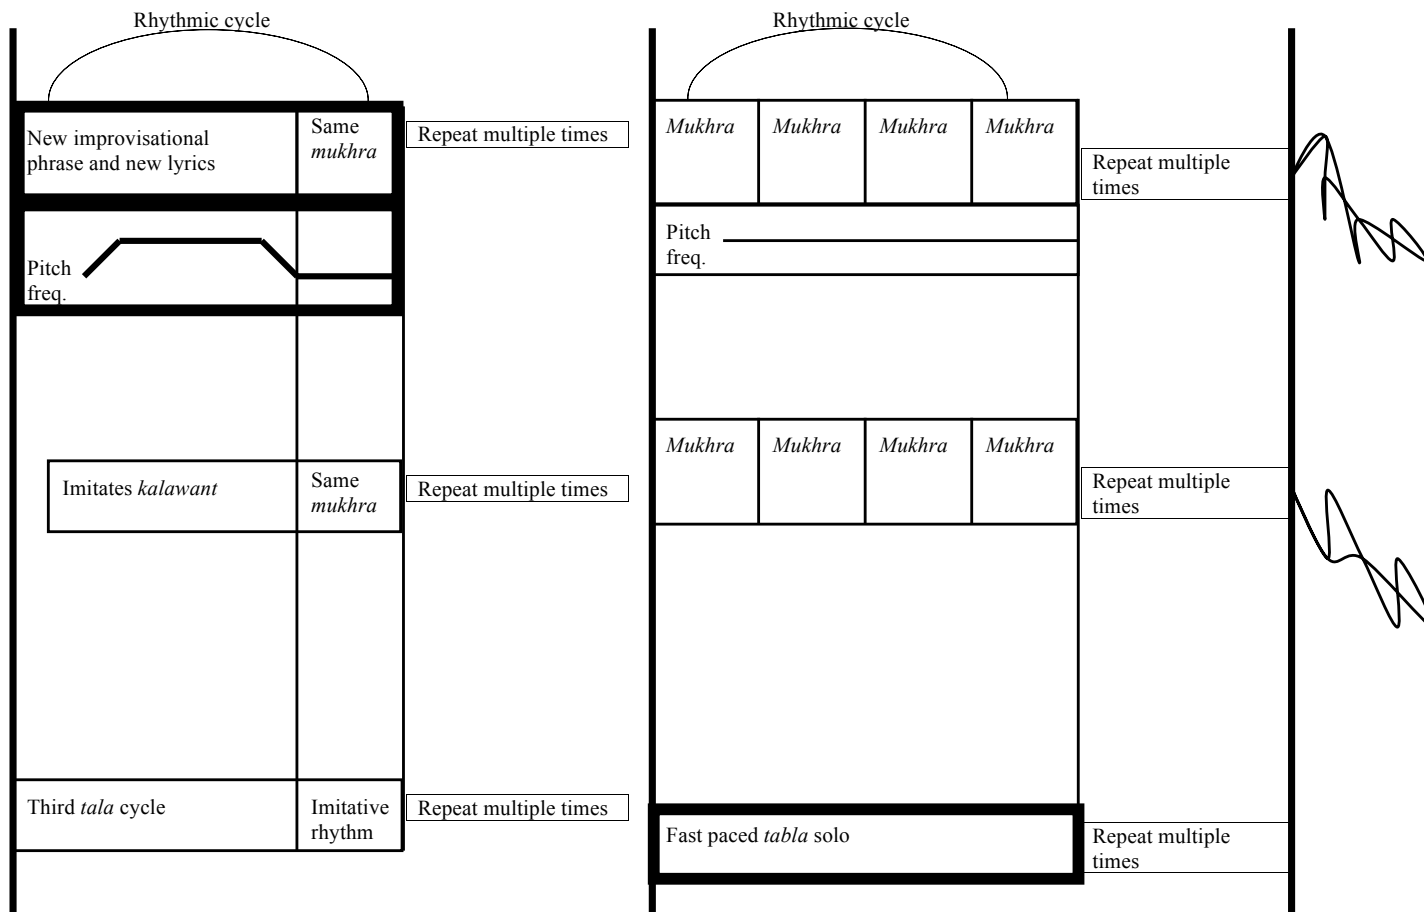 Rhythmic cycle
New improvisational
phrase and new lyrics
Same
mukhra
Repeat multiple times
Pitch
freq.
Imitates kalawant
Same
mukhra
Repeat multiple times
Third tala cycle
Imitative
rhythm
Repeat multiple times
Rhythmic cycle
Mukhra
Mukhra
Mukhra
Mukhra
Repeat multiple
times
Pitch
freq.
Mukhra
Mukhra
Mukhra
Mukhra
Repeat multiple
times
Fast paced tabla solo
Repeat multiple
times